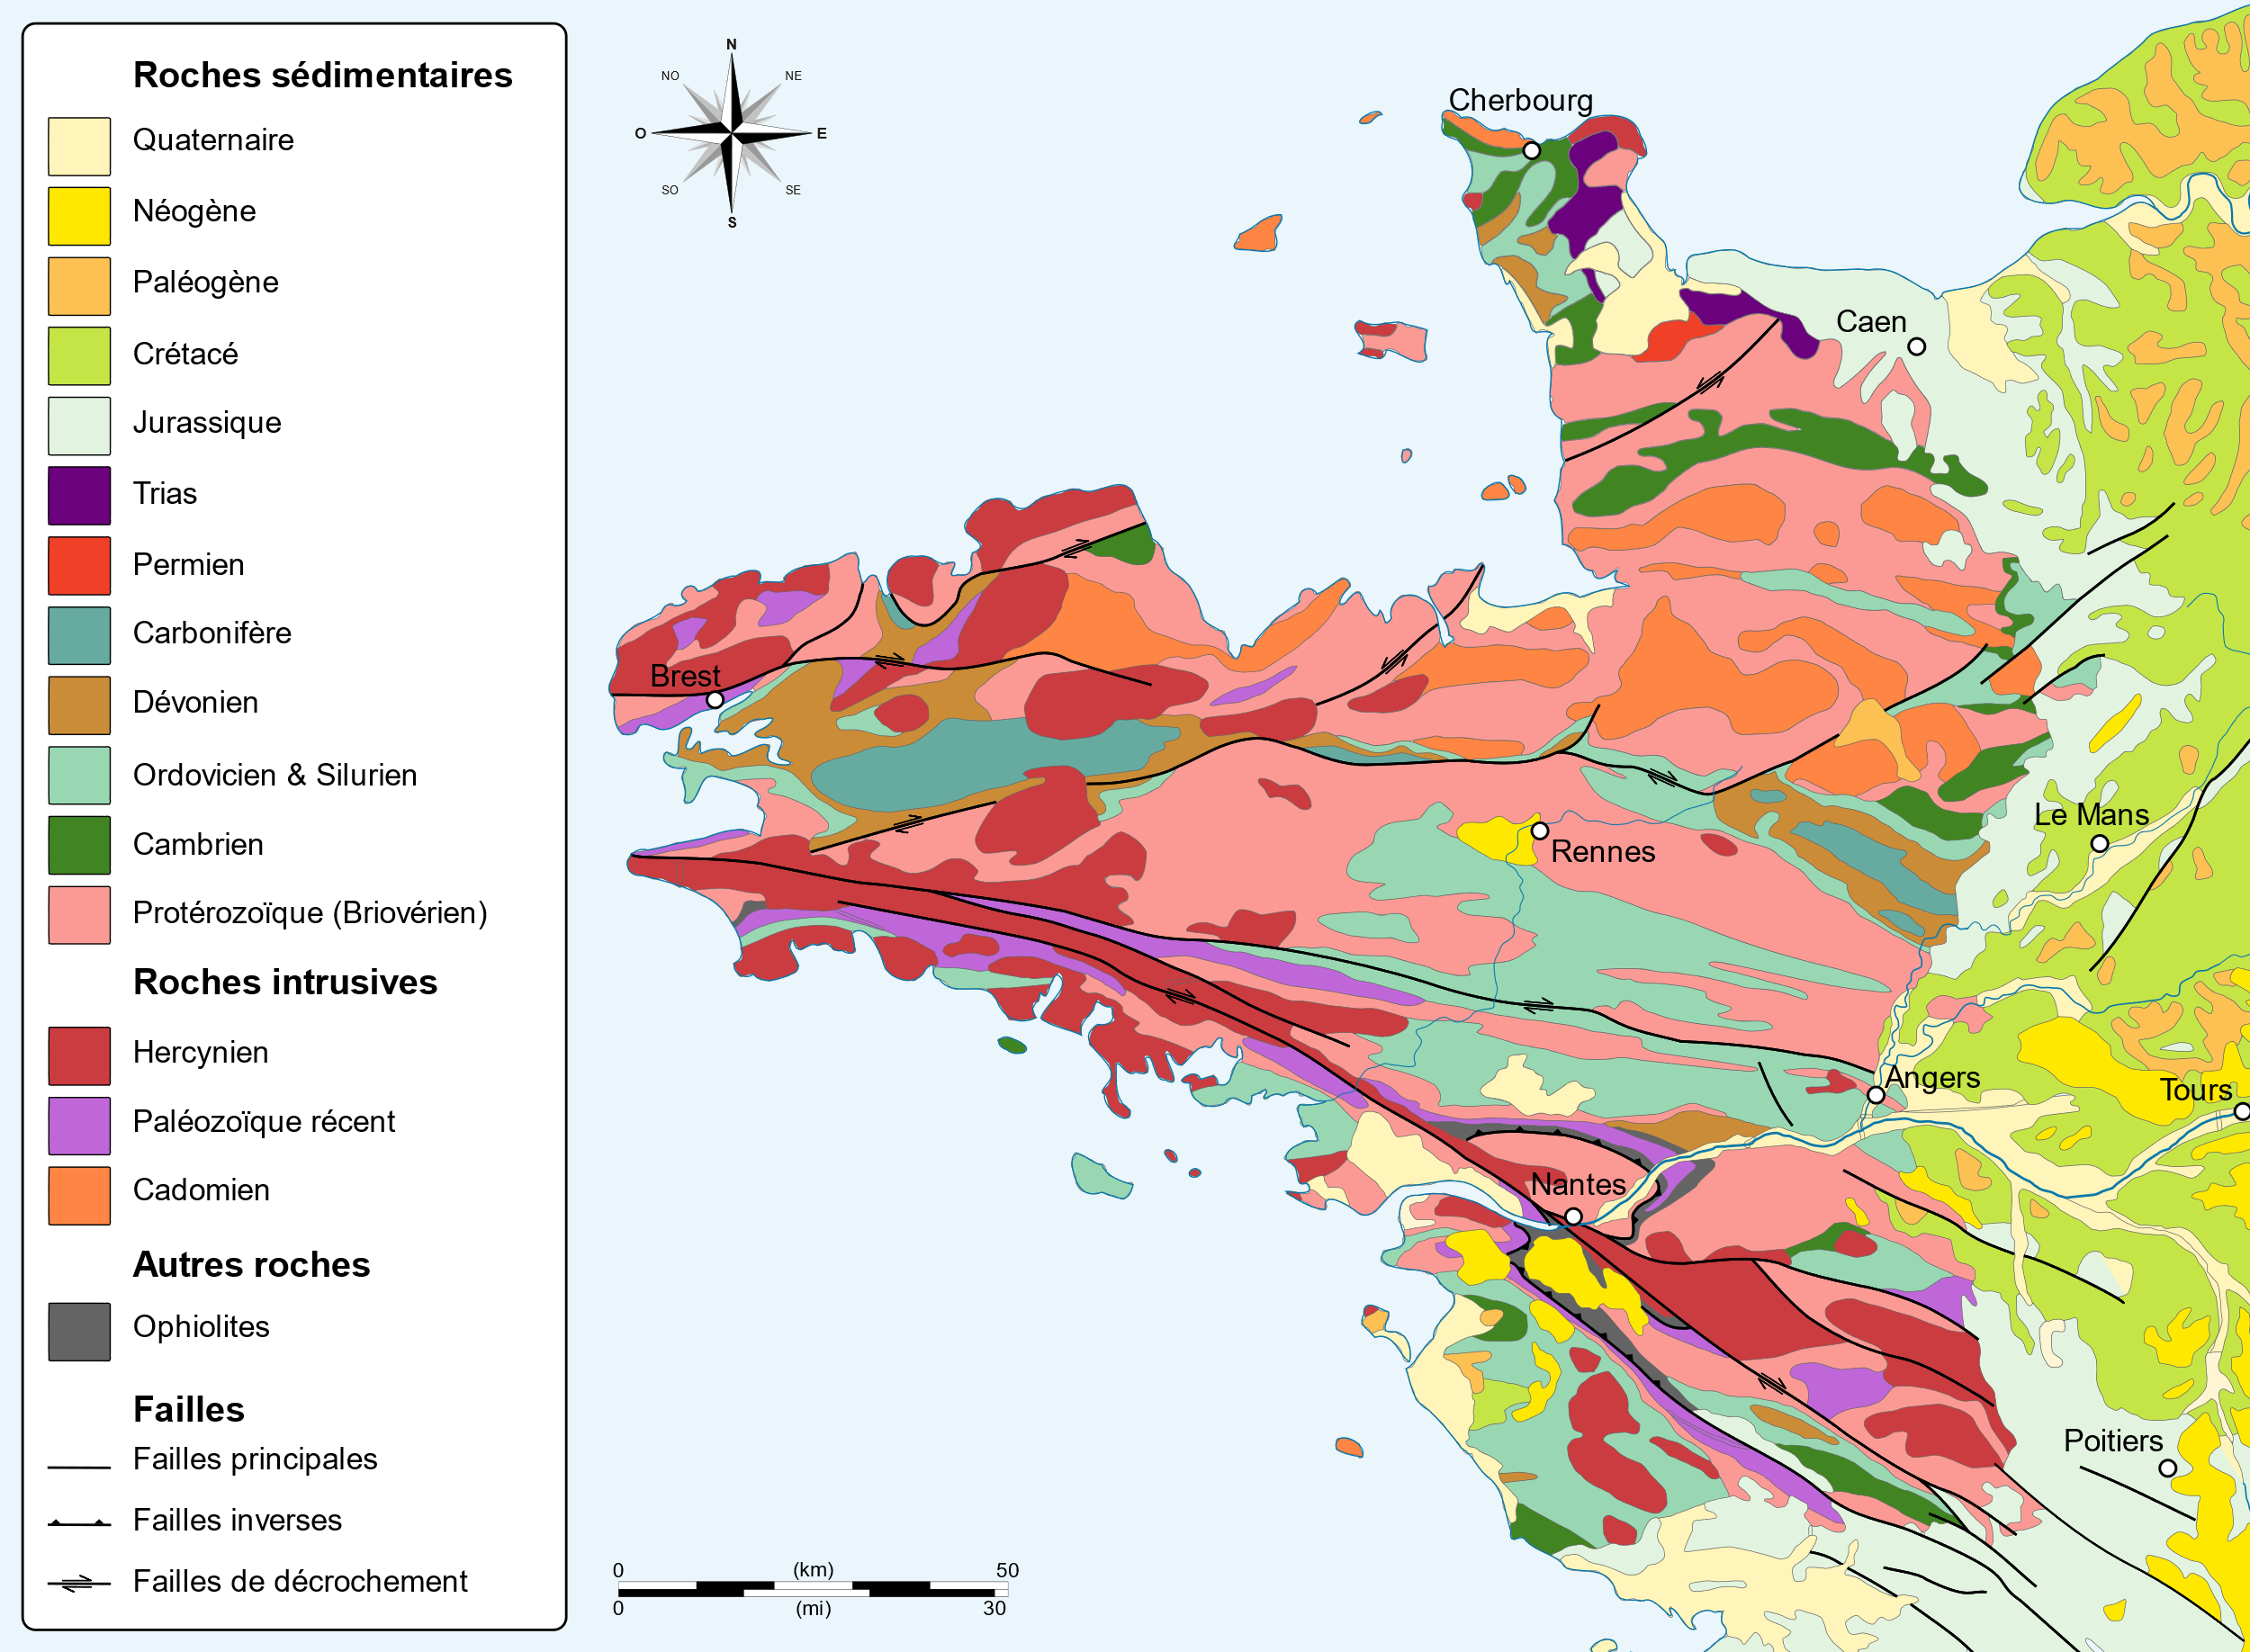 Roches sédimentaires
Quaternaire
Néogène
Paléogène
Crétacé
Jurassique
Trias
Permien
Carbonifère
Dévonien
Ordovicien & Silurien
Cambrien
Protérozoïque (Briovérien)
Roches intrusives
Hercynien
Paléozoïque récent
Cadomien
Autres roches
Ophiolites
Failles
Failles principales
Failles inverses
Failles de décrochement
N
NO
NE
O
E
SO
SE
S
Cherbourg
Caen
Brest
Le Mans
Rennes
Angers
Tours
Nantes
Poitiers
0 (km) 50
0 (mi) 30